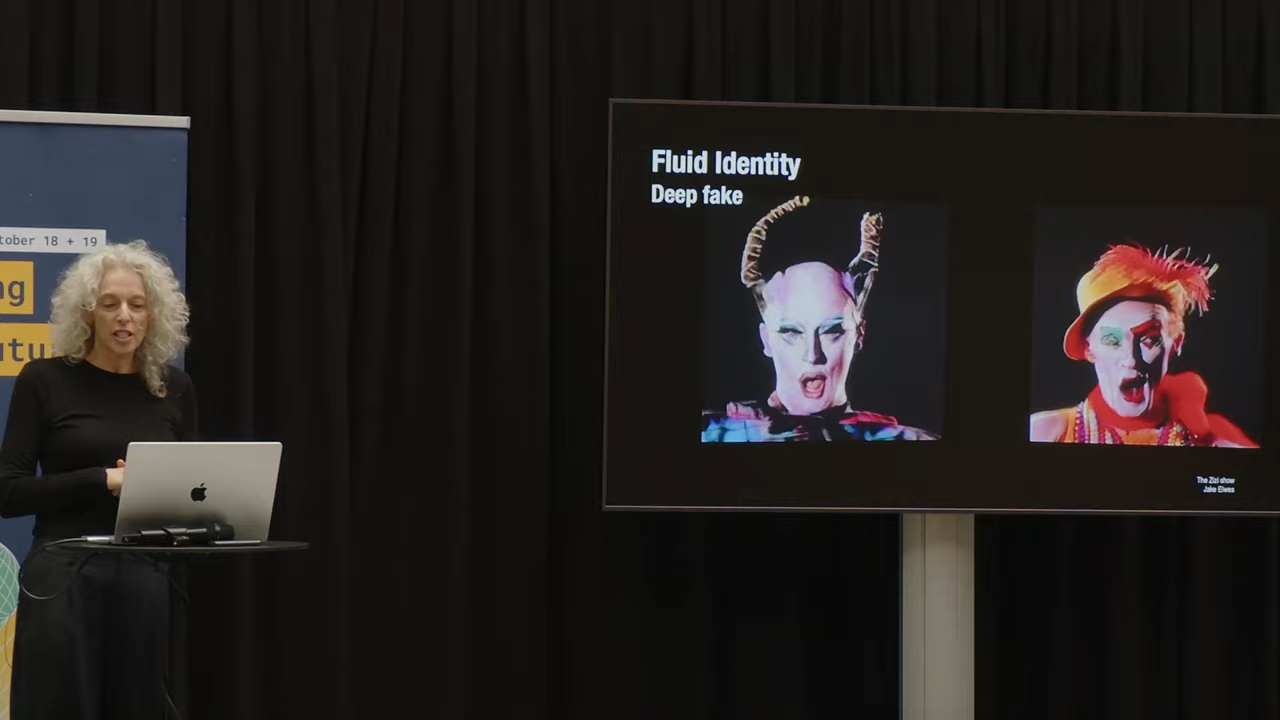 tober 18 + 19
ng
utu
Fluid Identity
Deep fake
The Zizi show
Jake Elwes